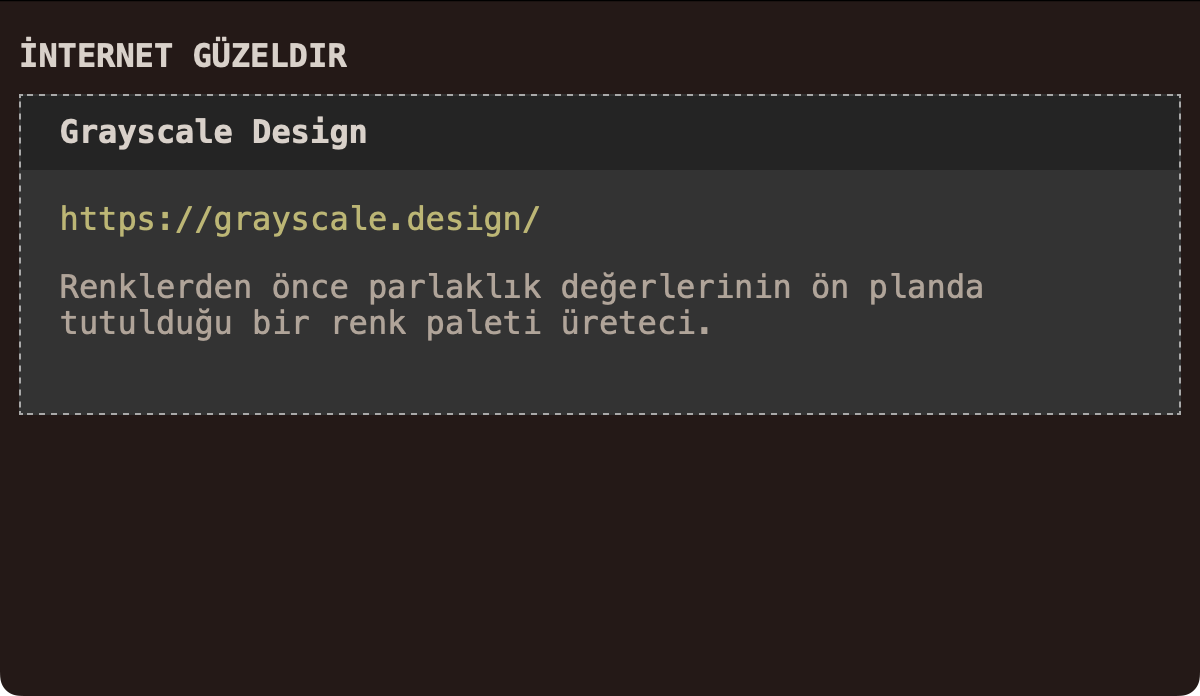 İNTERNET GÜZELDIR
Grayscale Design
https://grayscale.design/
Renklerden önce parlaklık değerlerinin ön planda
tutulduğu bir renk paleti üreteci.